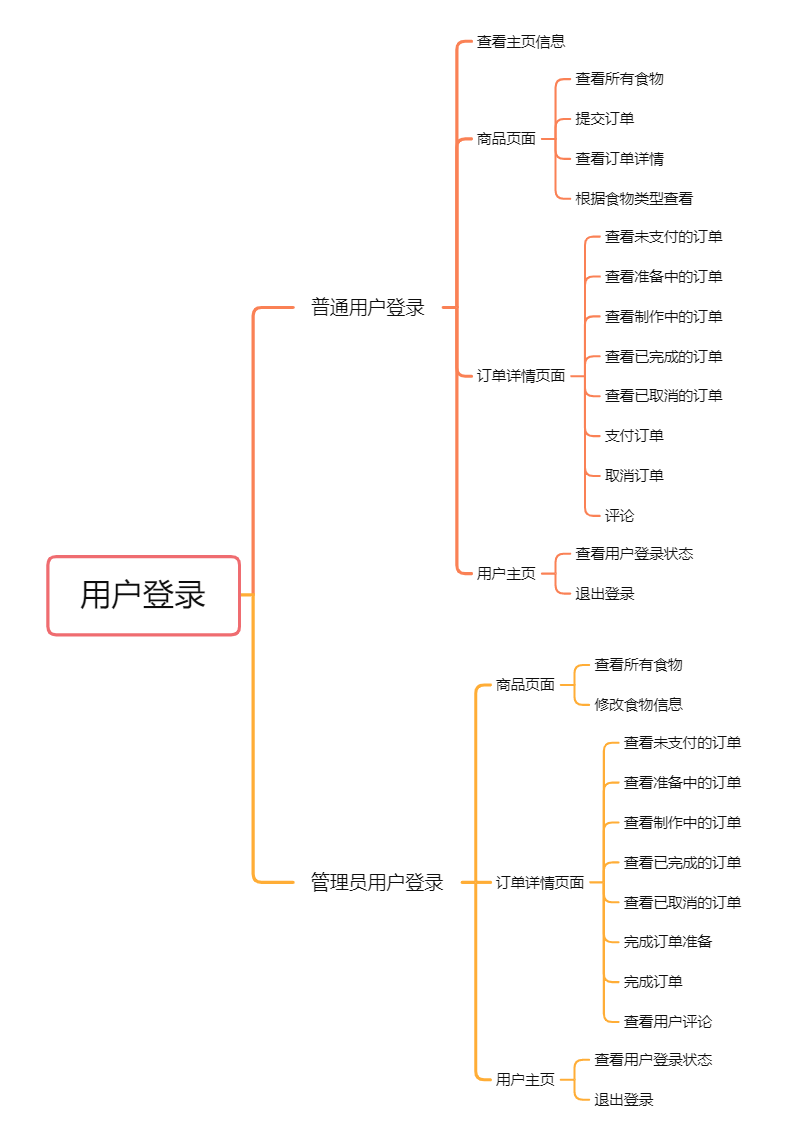 用户登录
普通用户登录
查看主页信息
商品页面
查看所有食物
提交订单
查看订单详情
根据食物类型查看
订单详情页面
查看未支付的订单
查看准备中的订单
查看制作中的订单
查看已完成的订单
查看已取消的订单
支付订单
取消订单
评论
用户主页
查看用户登录状态
退出登录
管理员用户登录
商品页面
查看所有食物
修改食物信息
订单详情页面
查看未支付的订单
查看准备中的订单
查看制作中的订单
查看已完成的订单
查看已取消的订单
完成订单准备
完成订单
查看用户评论
用户主页
查看用户登录状态
退出登录